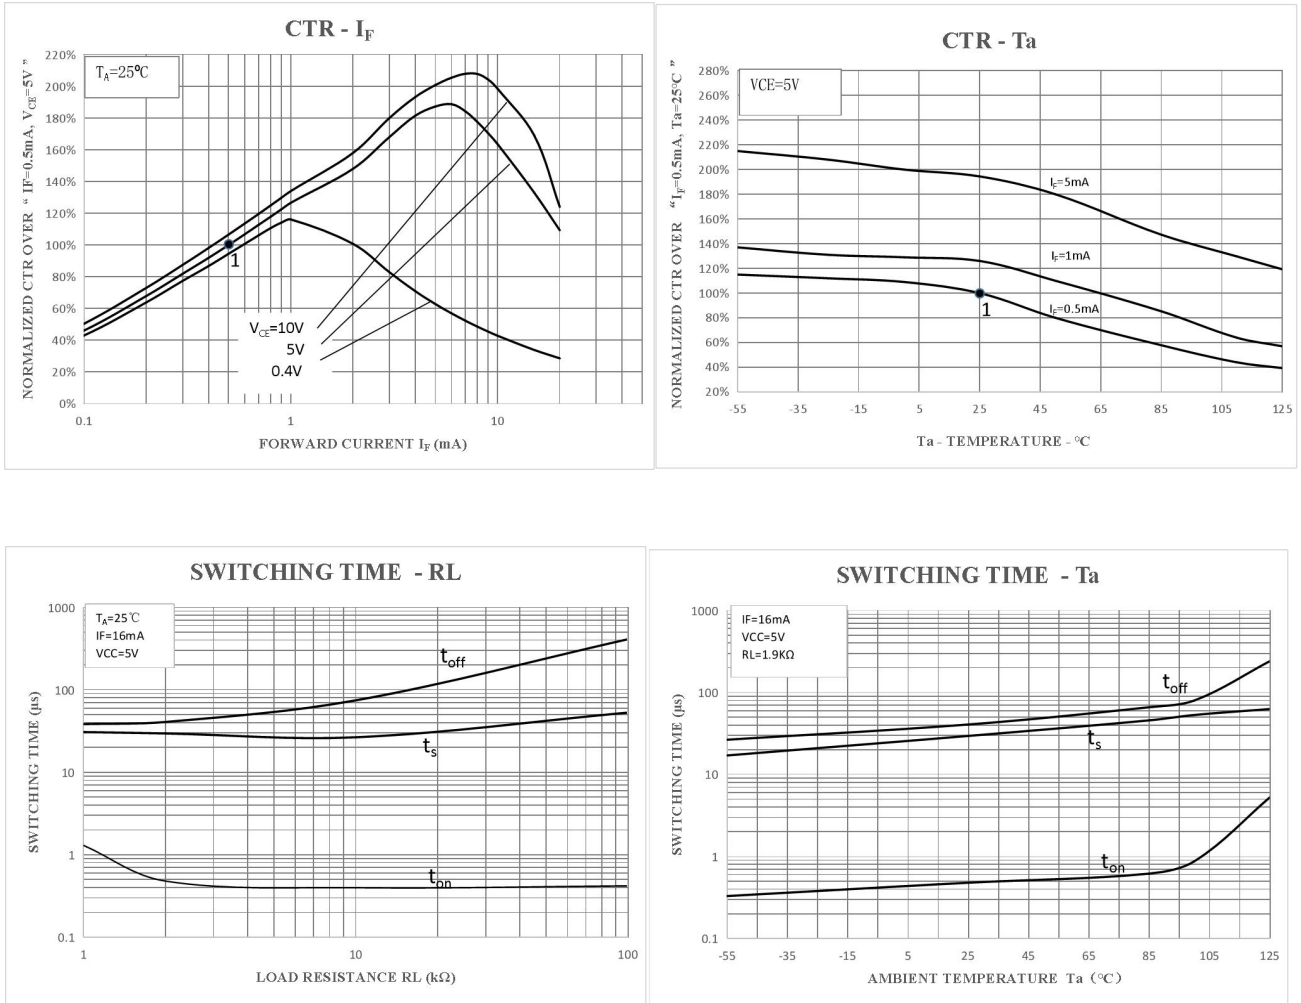 CTR - IF
NORMALIZED CTR OVER “ IF=0.5mA, VCE=5V ”
220%
200%
180%
160%
140%
120%
100%
80%
60%
40%
20%
0%
TA=25⁰C
1
VCE=10V
5V
0.4V
0.1 1 10
FORWARD CURRENT IF (mA)
CTR - Ta
NORMALIZED CTR OVER “IF=0.5mA, Ta=25°C ”
280%
260%
240%
220%
200%
180%
160%
140%
120%
100%
80%
60%
40%
20%
VCE=5V
IF=5mA
IF=1mA
IF=0.5mA
1
-55 -35 -15 5 25 45 65 85 105 125
Ta - TEMPERATURE - °C
SWITCHING TIME - RL
SWITCHING TIME (μs)
1000
100
10
1
0.1
TA=25℃
IF=16mA
VCC=5V
toff
ts
ton
1 10 100
LOAD RESISTANCE RL (kΩ)
SWITCHING TIME - Ta
SWITCHING TIME (μs)
1000
100
10
1
0.1
IF=16mA
VCC=5V
RL=1.9KΩ
toff
ts
ton
-55 -35 -15 5 25 45 65 85 105 125
AMBIENT TEMPERATURE Ta (℃)